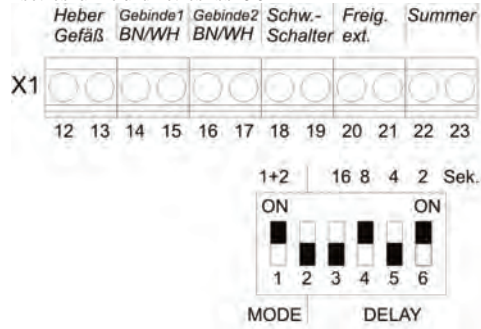 Heber Gebinde1 Gebinde2 Schw.- Freig. Summer
Gefäß BN/WH BN/WH Schalter ext.
X1
12 13 14 15 16 17 18 19 20 21 22 23
1+2 16 8 4 2 Sek.
ON ON
1 2 3 4 5 6
MODE DELAY